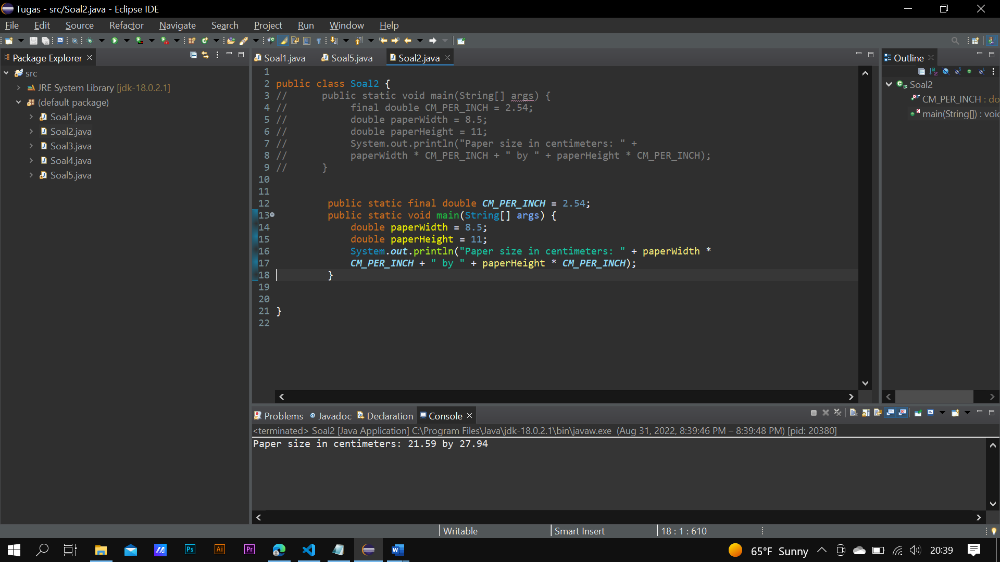 Tugas - src/Soal2.java - Eclipse IDE
File Edit Source Refactor Navigate Search Project Run Window Help
Package Explorer
src
JRE System Library [jdk-18.0.2.1]
(default package)
Soal1.java
Soal2.java
Soal3.java
Soal4.java
Soal5.java
Soal1.java Soal5.java Soal2.java
1
2 public class Soal2 {
3 // public static void main(String[] args) {
4 // final double CM_PER_INCH = 2.54;
5 // double paperWidth = 8.5;
6 // double paperHeight = 11;
7 // System.out.println("Paper size in centimeters: " +
8 // paperWidth * CM_PER_INCH + " by " + paperHeight * CM_PER_INCH);
9 // }
10
11
12 public static final double CM_PER_INCH = 2.54;
13 public static void main(String[] args) {
14 double paperWidth = 8.5;
15 double paperHeight = 11;
16 System.out.println("Paper size in centimeters: " + paperWidth *
17 CM_PER_INCH + " by " + paperHeight * CM_PER_INCH);
18 }
19
20
21 }
22
Outline
Soal2
CM_PER_INCH : do
main(String[]) : voi
Problems Javadoc Declaration Console
<terminated> Soal2 [Java Application] C:\Program Files\Java\jdk-18.0.2.1\bin\javaw.exe (Aug 31, 2022, 8:39:46 PM – 8:39:48 PM) [pid: 20380]
Paper size in centimeters: 21.59 by 27.94
Writable Smart Insert 18 : 1 : 610
Ps Ai Pr 65°F Sunny 20:39